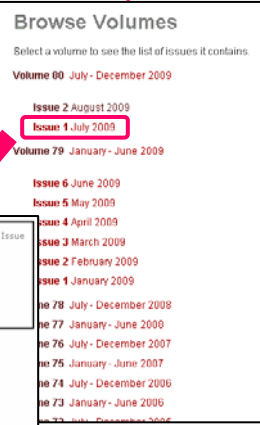 Browse Volumes
Select a volume to see the list of issues it contains.
Volume 80 July - December 2009
Issue 2 August 2009
Issue 1 July 2009
Volume 79 January - June 2009
Issue 6 June 2009
Issue 5 May 2009
Issue
ssue 4 April 2009
ssue 3 March 2009
ssue 2 February 2009
ssue 1 January 2009
ne 78 July - December 2008
ne 77 January - June 2008
ne 76 July - December 2007
ne 75 January - June 2007
ne 74 July - December 2006
ne 73 January - June 2006